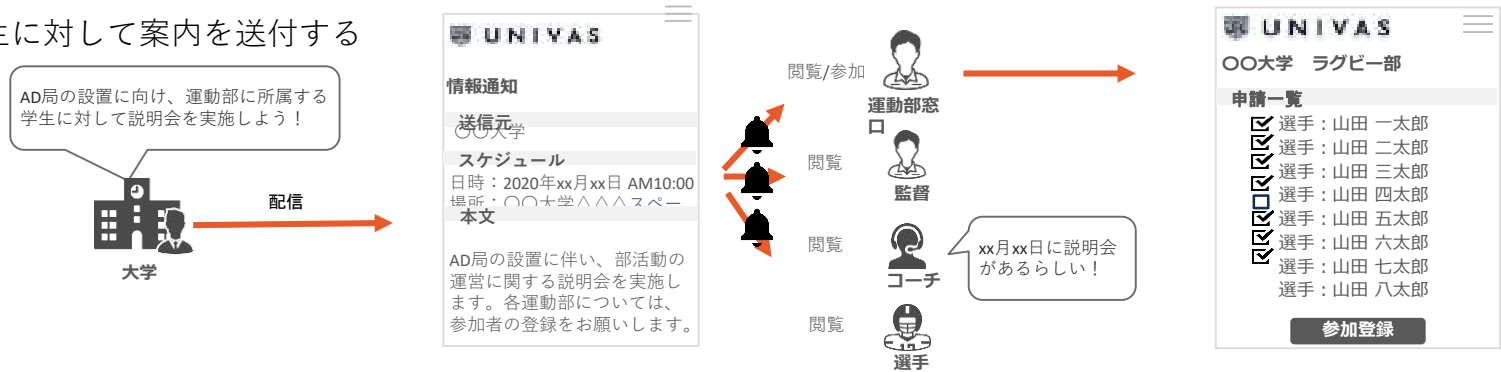 生に対して案内を送付する
AD局の設置に向け、運動部に所属する
学生に対して説明会を実施しよう！
大学
配信
UNIVAS
情報通知
送信元
〇〇大学
スケジュール
日時：2020年xx月xx日 AM10:00
場所：〇〇大学△△△スペー
本文
AD局の設置に伴い、部活動の
運営に関する説明会を実施し
ます。各運動部については、
参加者の登録をお願いします。
閲覧/参加
運動部窓
口
閲覧
監督
閲覧
コーチ
xx月xx日に説明会
があるらしい！
閲覧
選手
UNIVAS
〇〇大学　ラグビー部
申請一覧
選手：山田 一太郎
選手：山田 二太郎
選手：山田 三太郎
選手：山田 四太郎
選手：山田 五太郎
選手：山田 六太郎
選手：山田 七太郎
選手：山田 八太郎
参加登録